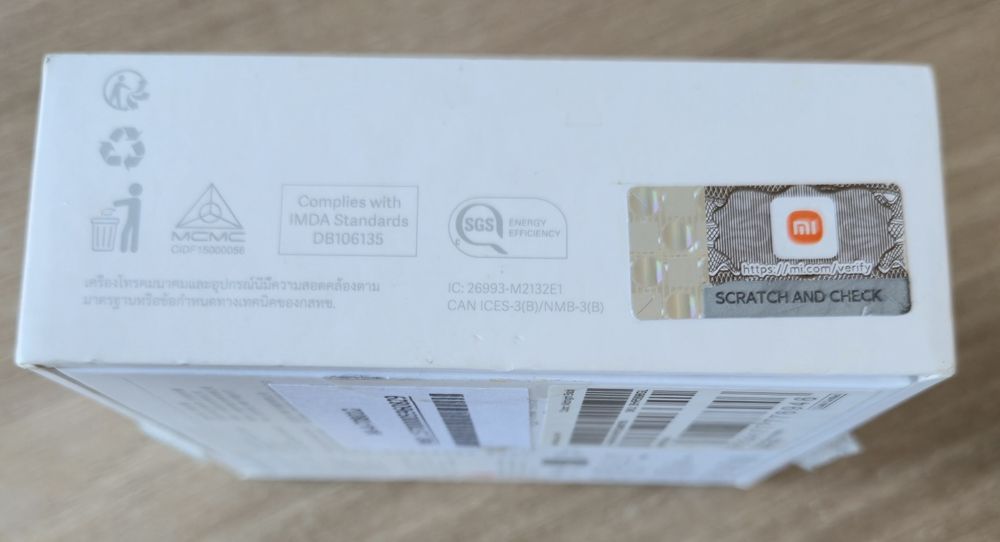 MCMC
CIDF15000056
Complies with
IMDA Standards
DB106135
SGS
ENERGY
EFFICIENCY
C
เครื่องโทรคมนาคมและอุปกรณ์นี้มีความสอดคล้องตาม
มาตรฐานหรือข้อกำหนดทางเทคนิคของกสทช.
IC: 26993-M2132E1
CAN ICES-3(B)/NMB-3(B)
mi
https://mi.com/verify
SCRATCH AND CHECK